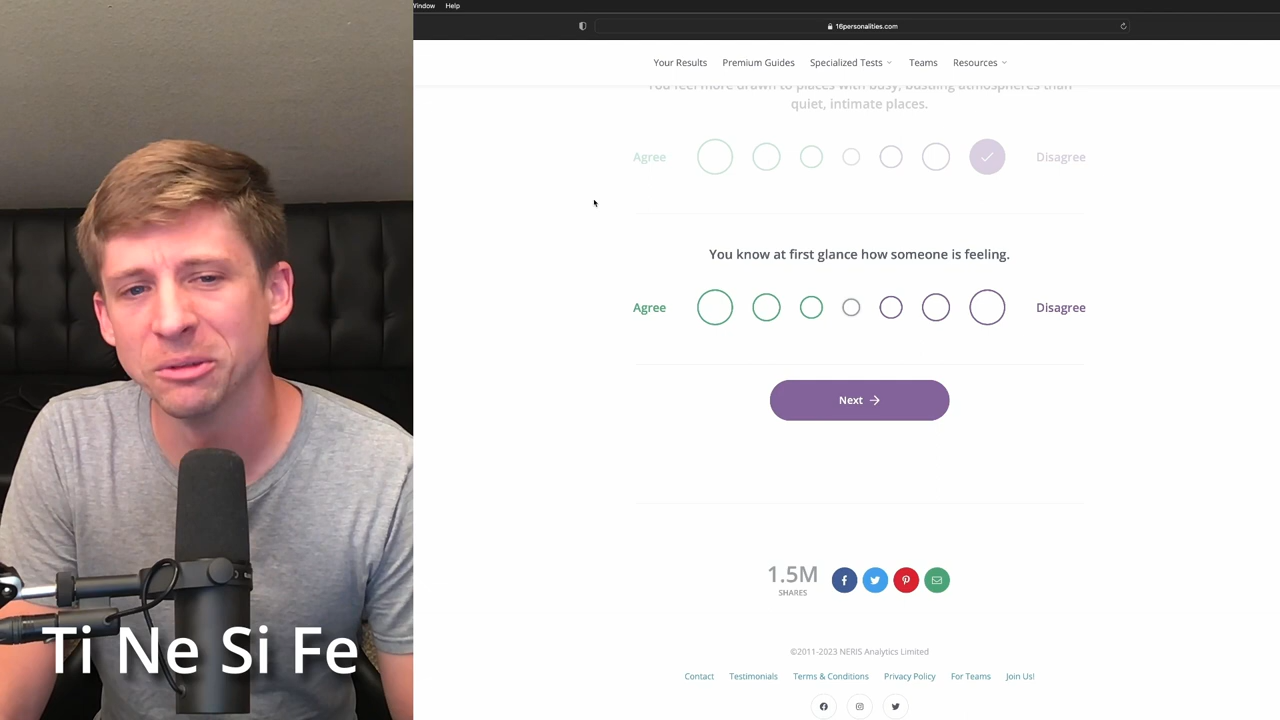 Window Help
16personalities.com
Your Results Premium Guides Specialized Tests Teams Resources
You feel more drawn to places with busy, bustling atmospheres than
quiet, intimate places.
Agree Disagree
You know at first glance how someone is feeling.
Agree Disagree
Next
1.5M
SHARES
©2011-2023 NERIS Analytics Limited
Contact Testimonials Terms & Conditions Privacy Policy For Teams Join Us!
Ti Ne Si Fe